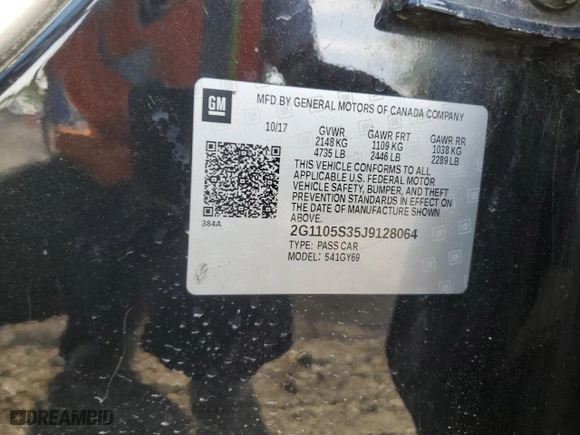 GM
MFD BY GENERAL MOTORS OF CANADA COMPANY
10/17 GVWR GAWR FRT GAWR RR
2148 KG 1109 KG 1038 KG
4735 LB 2446 LB 2289 LB
THIS VEHICLE CONFORMS TO ALL
APPLICABLE U.S. FEDERAL MOTOR
VEHICLE SAFETY, BUMPER, AND THEFT
PREVENTION STANDARDS IN EFFECT ON
THE DATE OF MANUFACTURE SHOWN
ABOVE.
384A
2G1105S35J9128064
TYPE: PASS CAR
MODEL: 541GY69
DREAMBID